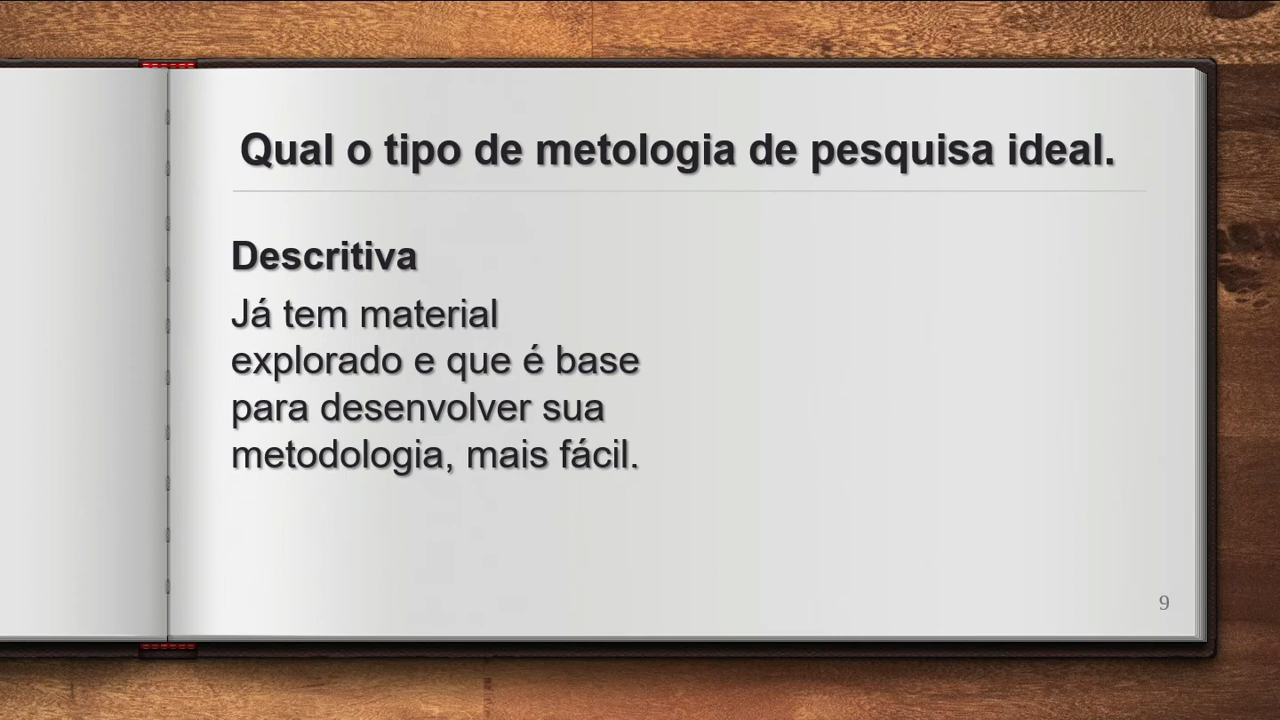 Qual o tipo de metologia de pesquisa ideal.
Descritiva
Já tem material
explorado e que é base
para desenvolver sua
metodologia, mais fácil.
9